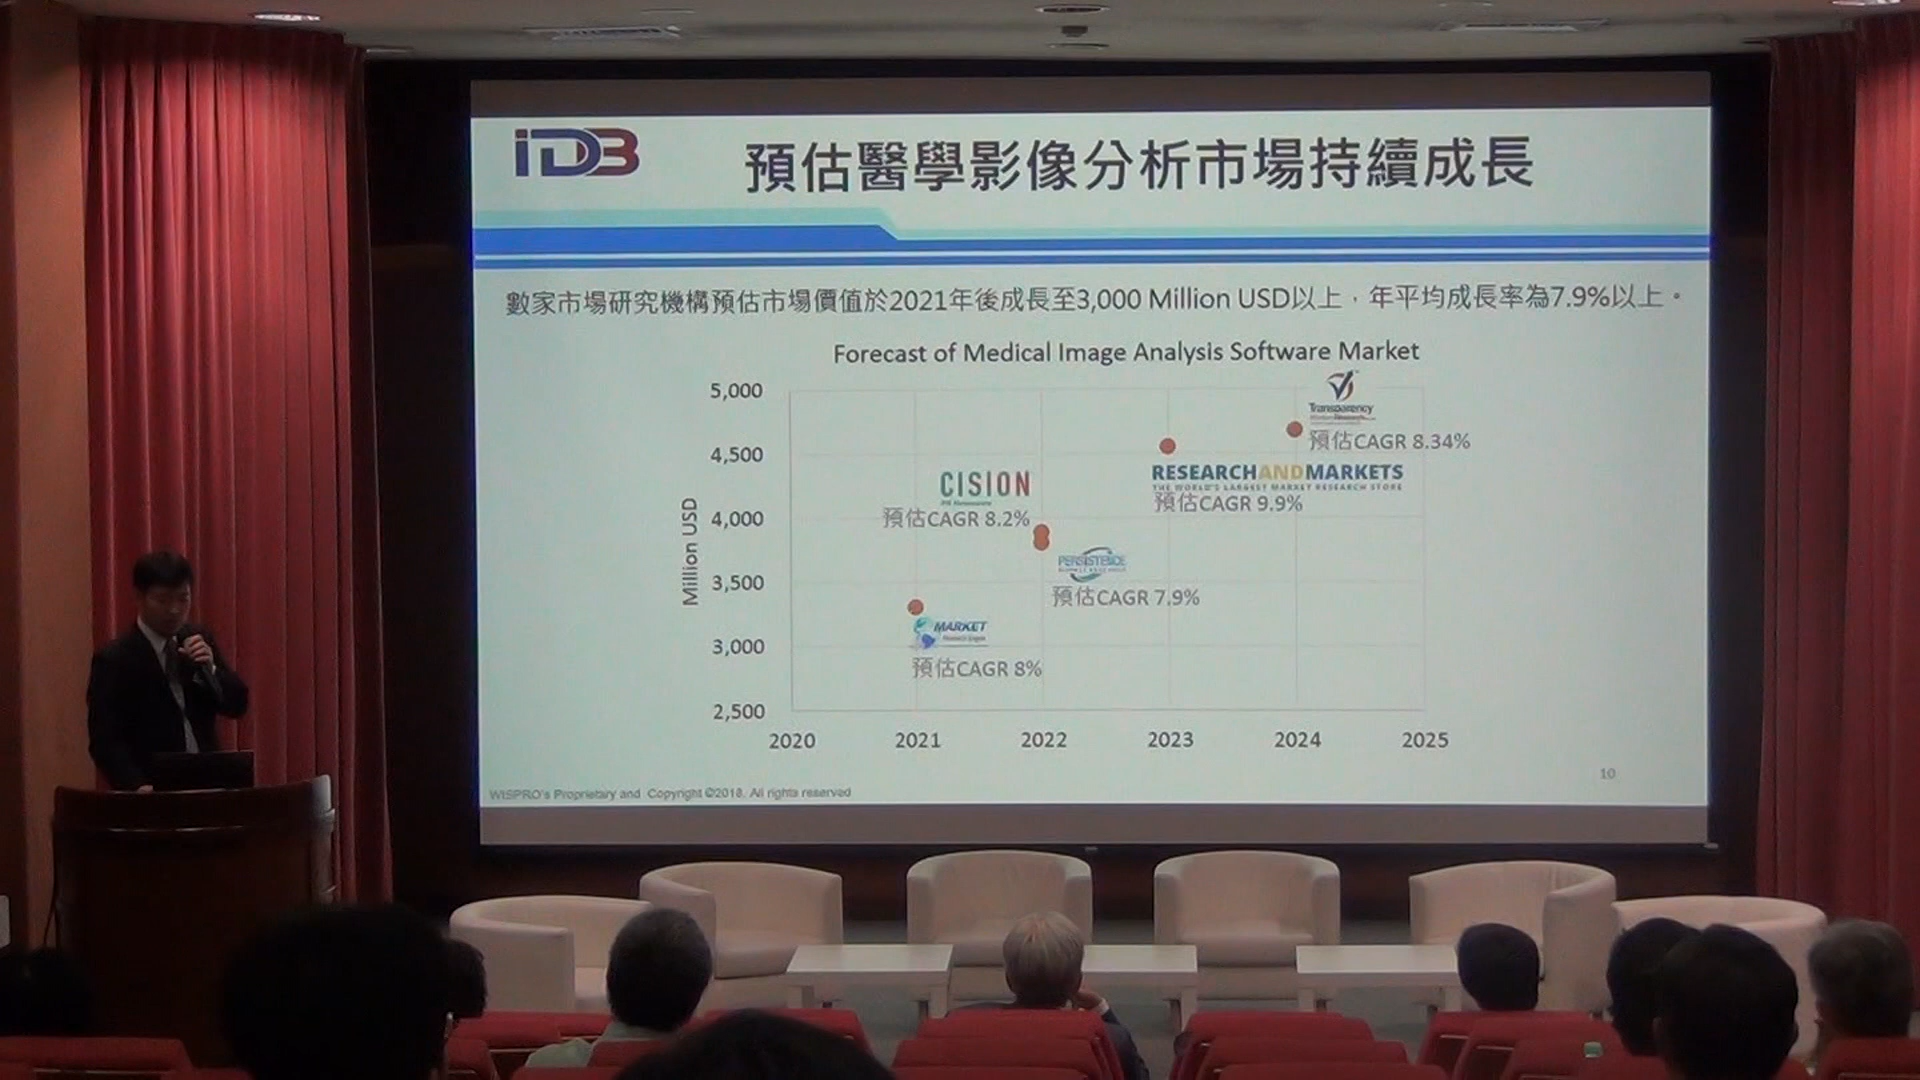 iDB
預估醫學影像分析市場持續成長
數家市場研究機構預估市場價值於2021年後成長至3,000 Million USD以上，年平均成長率為7.9%以上。
Forecast of Medical Image Analysis Software Market
5,000
4,500
4,000
3,500
3,000
2,500
Million USD
Transparency
預估CAGR 8.34%
RESEARCHANDMARKETS
THE WORLD'S LARGEST MARKET RESEARCH STORE
預估CAGR 9.9%
CISION
預估CAGR 8.2%
PERSISTENCE
預估CAGR 7.9%
MARKET
預估CAGR 8%
2020 2021 2022 2023 2024 2025
10
WISPRO's Proprietary and Copyright ©2018. All rights reserved